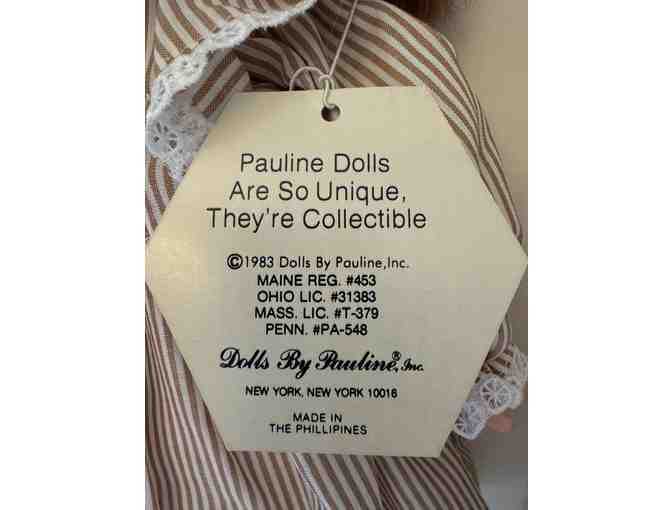 Pauline Dolls
Are So Unique,
They're Collectible
©1983 Dolls By Pauline,Inc.
MAINE REG. #453
OHIO LIC. #31383
MASS. LIC. #T-379
PENN. #PA-548
Dolls By Pauline®, Inc.
NEW YORK, NEW YORK 10016
MADE IN
THE PHILLIPINES